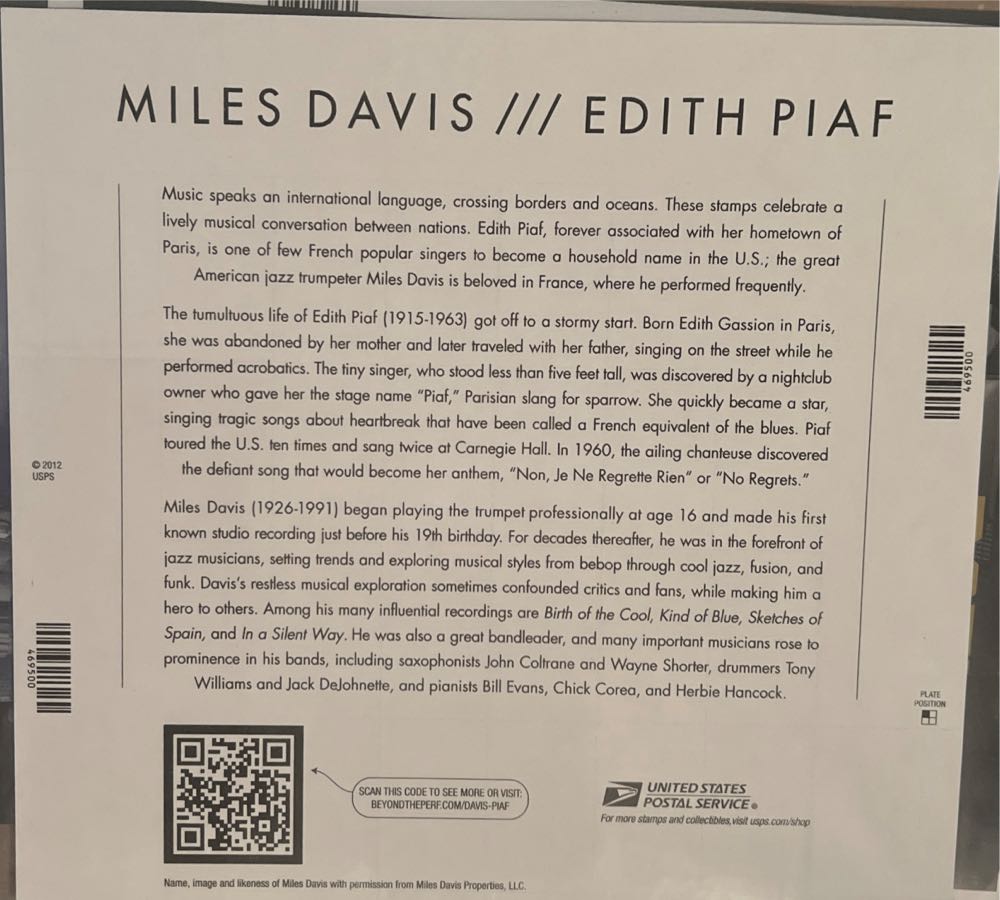 MILES DAVIS /// EDITH PIAF
Music speaks an international language, crossing borders and oceans. These stamps celebrate a
lively musical conversation between nations. Edith Piaf, forever associated with her hometown of
Paris, is one of few French popular singers to become a household name in the U.S.; the great
American jazz trumpeter Miles Davis is beloved in France, where he performed frequently.
The tumultuous life of Edith Piaf (1915-1963) got off to a stormy start. Born Edith Gassion in Paris,
she was abandoned by her mother and later traveled with her father, singing on the street while he
performed acrobatics. The tiny singer, who stood less than five feet tall, was discovered by a nightclub
owner who gave her the stage name “Piaf,” Parisian slang for sparrow. She quickly became a star,
singing tragic songs about heartbreak that have been called a French equivalent of the blues. Piaf
toured the U.S. ten times and sang twice at Carnegie Hall. In 1960, the ailing chanteuse discovered
the defiant song that would become her anthem, “Non, Je Ne Regrette Rien” or “No Regrets.”
Miles Davis (1926-1991) began playing the trumpet professionally at age 16 and made his first
known studio recording just before his 19th birthday. For decades thereafter, he was in the forefront of
jazz musicians, setting trends and exploring musical styles from bebop through cool jazz, fusion, and
funk. Davis’s restless musical exploration sometimes confounded critics and fans, while making him a
hero to others. Among his many influential recordings are Birth of the Cool, Kind of Blue, Sketches of
Spain, and In a Silent Way. He was also a great bandleader, and many important musicians rose to
prominence in his bands, including saxophonists John Coltrane and Wayne Shorter, drummers Tony
Williams and Jack DeJohnette, and pianists Bill Evans, Chick Corea, and Herbie Hancock.
469500
© 2012
USPS
469500
PLATE
POSITION
SCAN THIS CODE TO SEE MORE OR VISIT:
BEYONDTHEPERF.COM/DAVIS-PIAF
UNITED STATES
POSTAL SERVICE®
For more stamps and collectibles, visit usps.com/shop
Name, image and likeness of Miles Davis with permission from Miles Davis Properties, LLC.